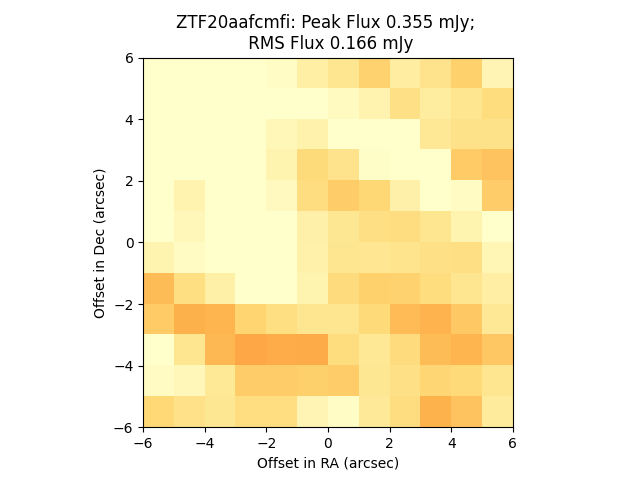 ZTF20aafcmfi: Peak Flux 0.355 mJy;
RMS Flux 0.166 mJy
6
4
2
0
−2
−4
−6
Offset in Dec (arcsec)
−6 −4 −2 0 2 4 6
Offset in RA (arcsec)